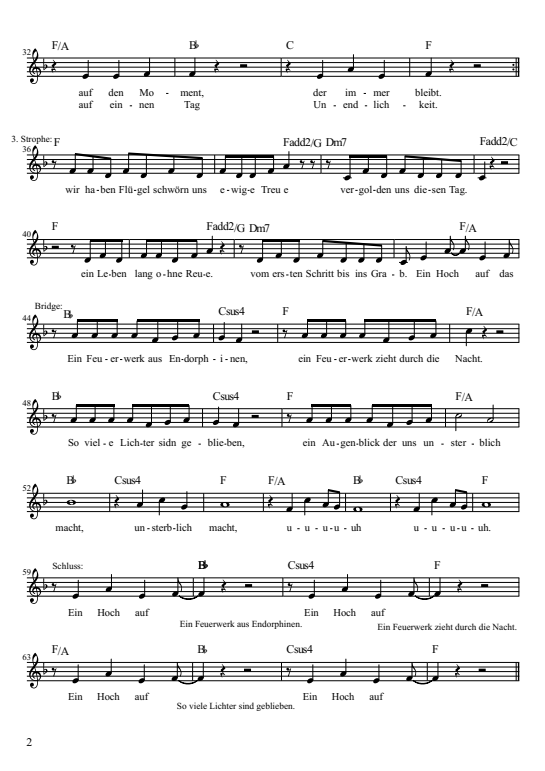 F/A B♭ C F
32
auf den Mo - ment, der im - mer bleibt.
auf ein - nen Tag Un - end - lich - keit.
3. Strophe: F Fadd2/G Dm7 Fadd2/C
36
wir ha-ben Flü-gel schwörn uns e-wig-e Treu e ver-gol-den uns die-sen Tag.
F Fadd2/G Dm7 F/A
40
ein Le-ben lang o-hne Reu-e. vom ers-ten Schritt bis ins Gra - b. Ein Hoch auf das
Bridge: B♭ Csus4 F F/A
44
Ein Feu-er-werk aus En-dorph - i - nen, ein Feu-er-werk zieht durch die Nacht.
B♭ Csus4 F F/A
48
So viel-e Lich-ter sidn ge - blie-ben, ein Au-gen-blick der uns un - ster - blich
B♭ Csus4 F F/A B♭ Csus4 F
52
macht, un-sterb-lich macht, u - u - u - u - uh u - u - u - u - uh.
Schluss: B♭ Csus4 F
59
Ein Hoch auf Ein Hoch auf
Ein Feuerwerk aus Endorphinen. Ein Feuerwerk zieht durch die Nacht.
F/A B♭ Csus4 F
63
Ein Hoch auf Ein Hoch auf
So viele Lichter sind geblieben.
2